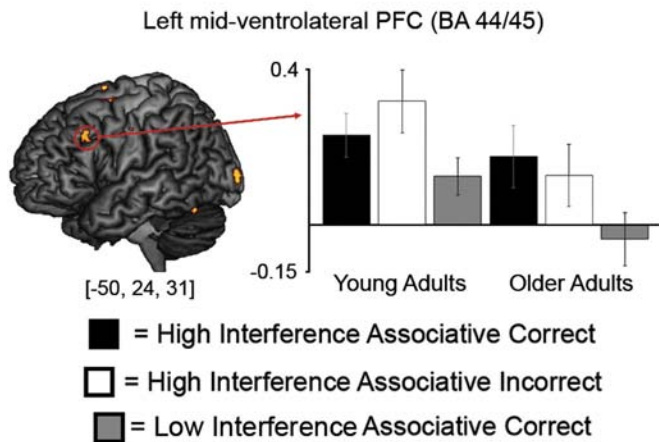 Left mid-ventrolateral PFC (BA 44/45)
0.4
-0.15
Young Adults Older Adults
[-50, 24, 31]
= High Interference Associative Correct
= High Interference Associative Incorrect
= Low Interference Associative Correct